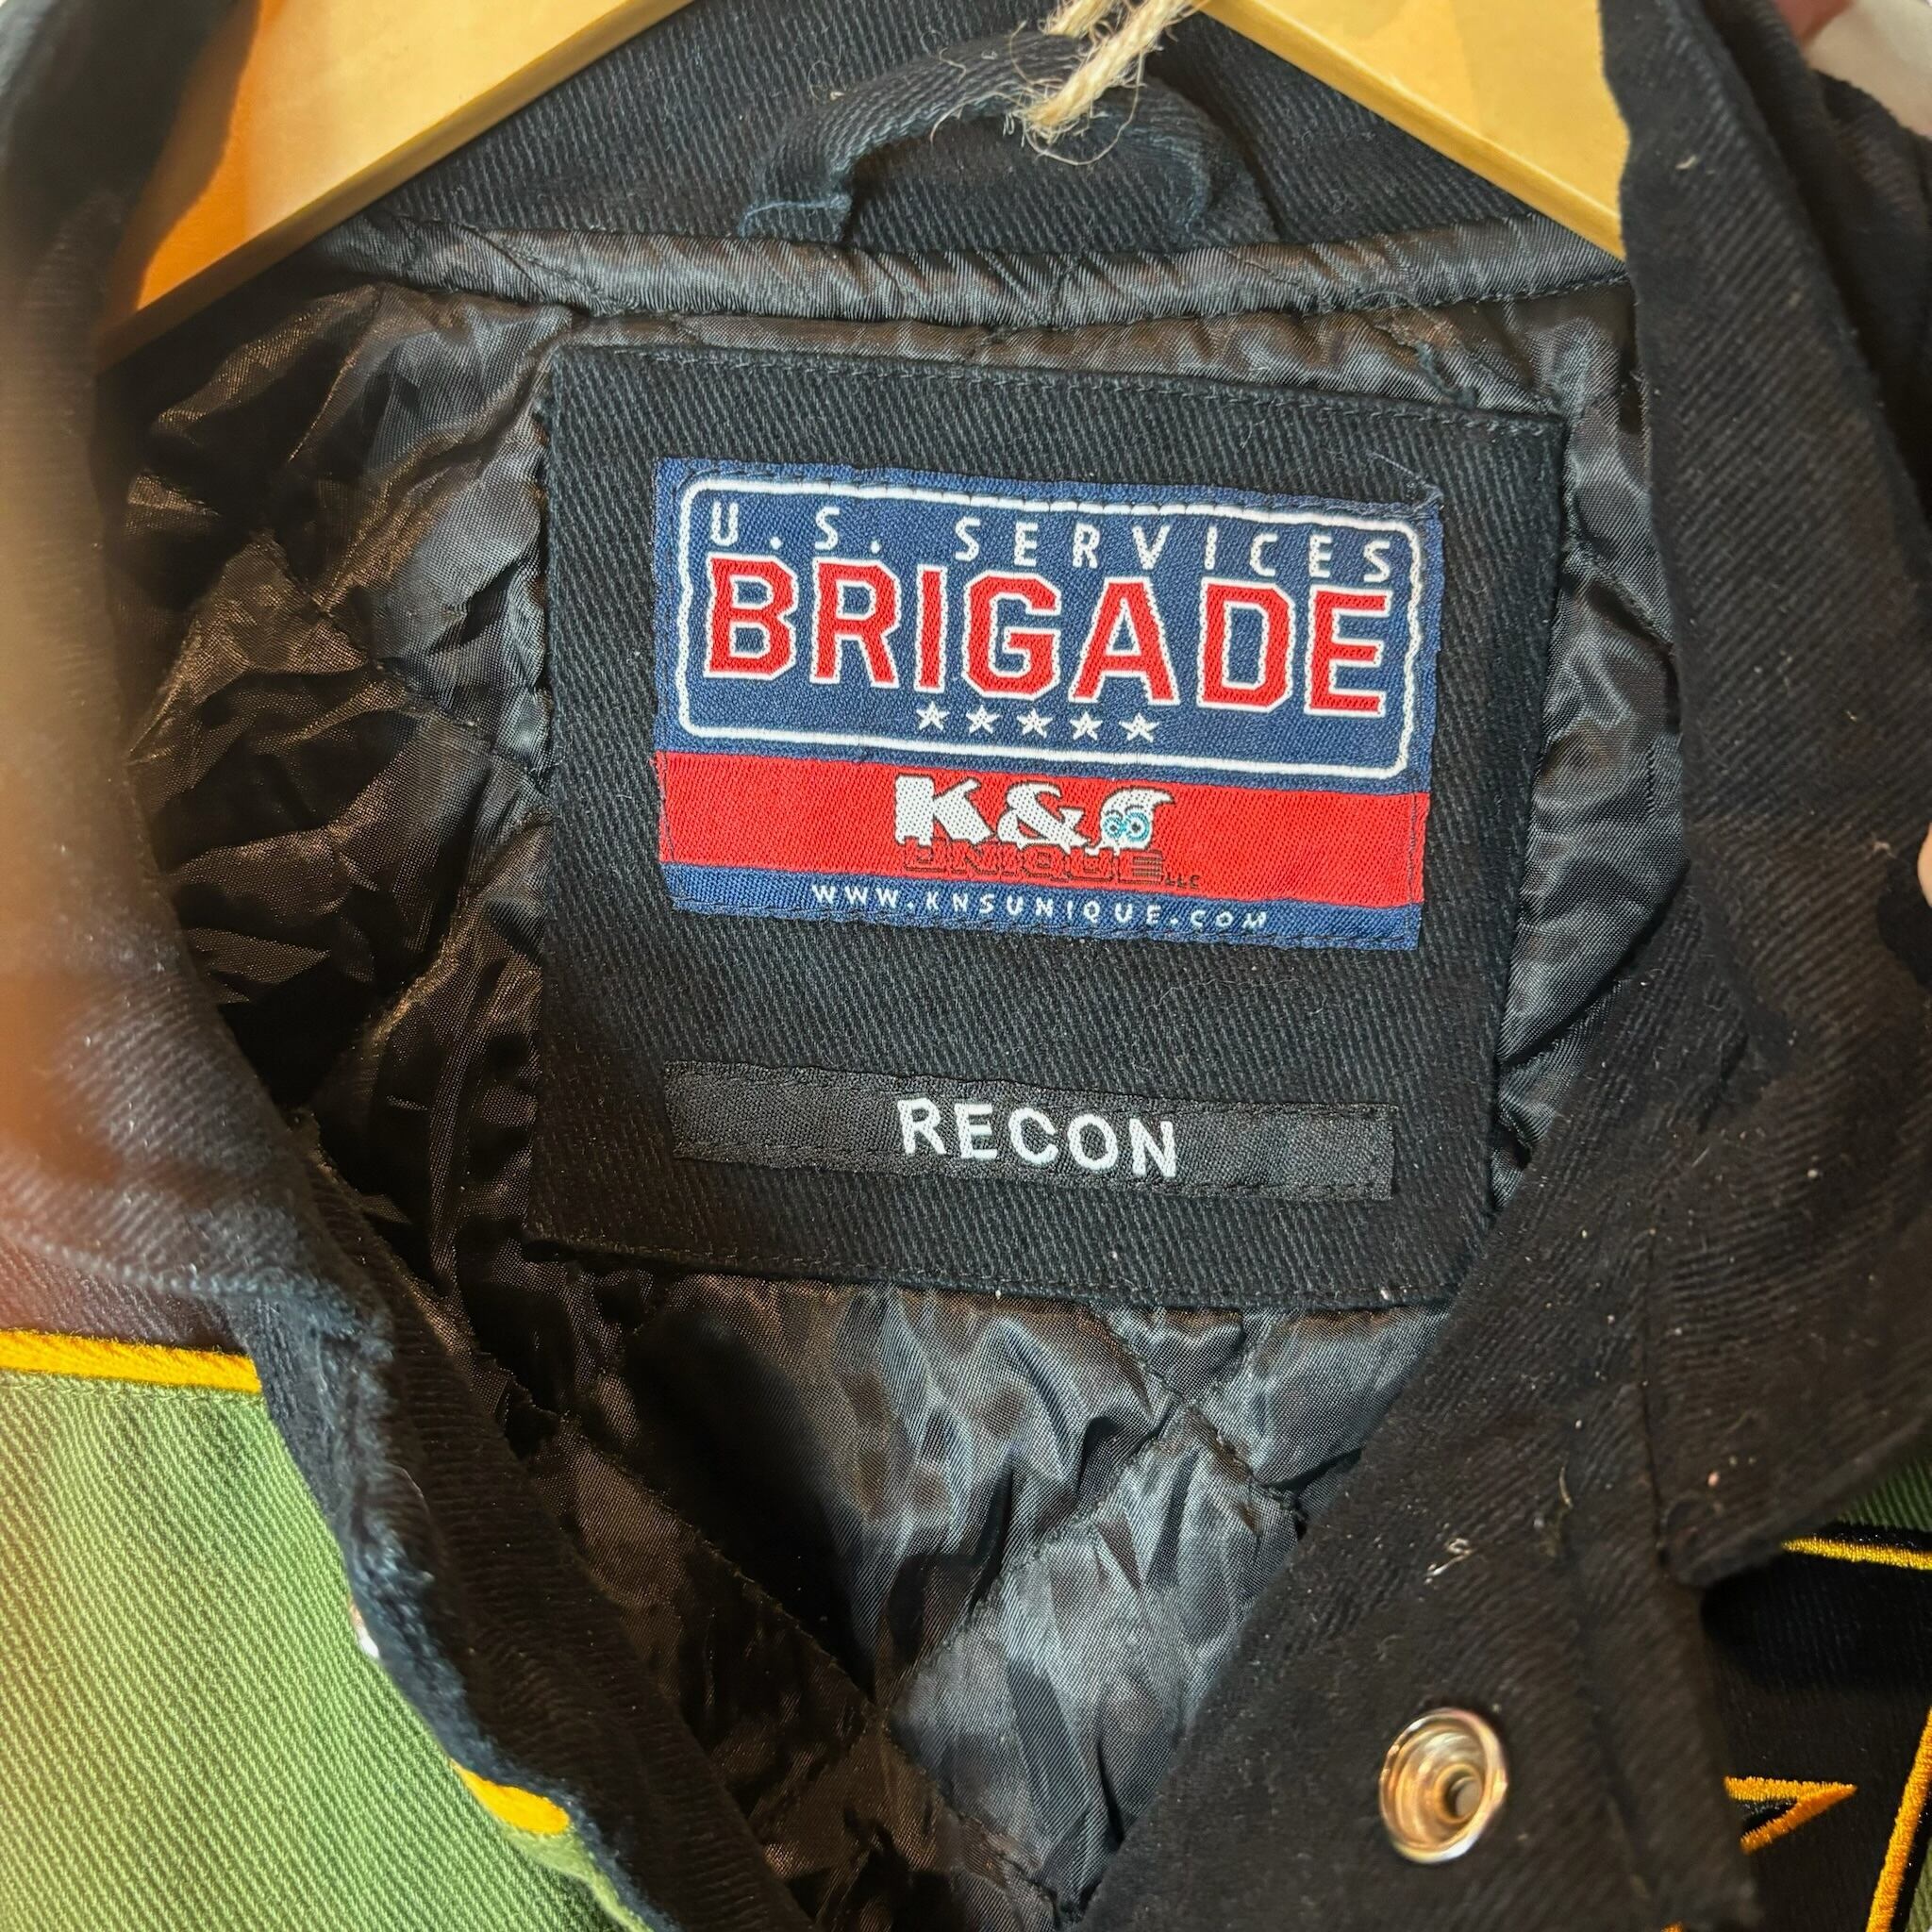 U.S. SERVICES
BRIGADE
K&S
UNIQUE LLC
WWW.KNSUNIQUE.COM
RECON